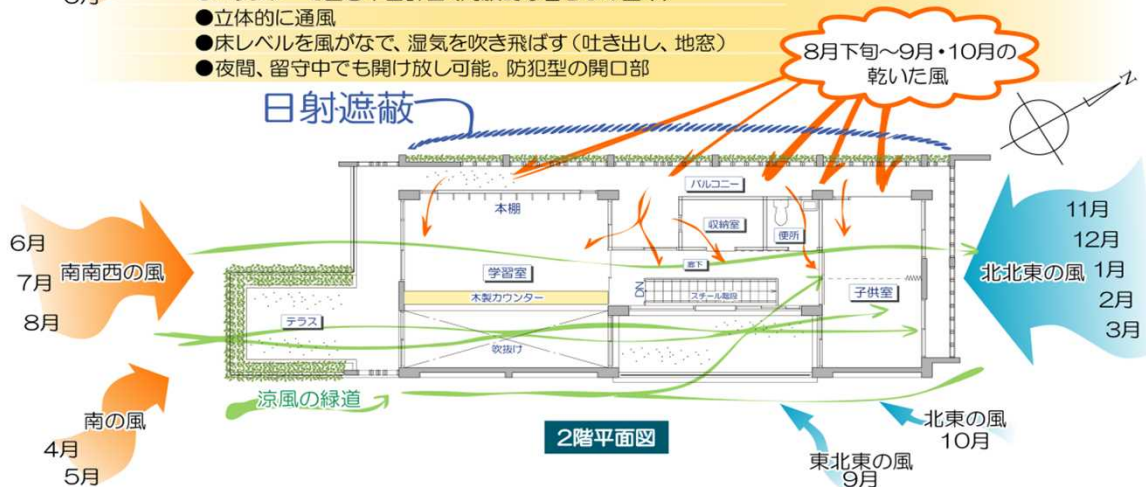 ●立体的に通風
●床レベルを風がなで、湿気を吹き飛ばす(吐き出し、地窓)
●夜間、留守中でも開け放し可能。防犯型の開口部
8月下旬～9月・10月の
乾いた風
日射遮蔽
N
バルコニー
本棚
収納室
便所
11月
12月
1月
2月
3月
北北東の風
6月
7月
8月
南南西の風
学習室
廊下
DN
スチール階段
子供室
木製カウンター
テラス
吹抜け
涼風の緑道
南の風
4月
5月
2階平面図
北東の風
10月
東北東の風
9月